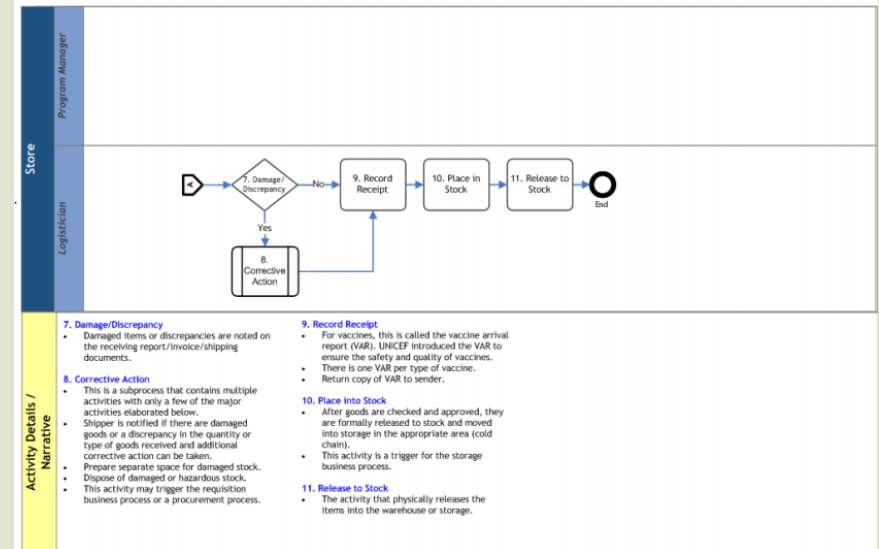 Store
Program Manager
Logistician
A
7. Damage/
Discrepancy
No
Yes
8.
Corrective
Action
9. Record
Receipt
10. Place in
Stock
11. Release to
Stock
End
Activity Details /
Narrative
7. Damage/Discrepancy
• Damaged items or discrepancies are noted on
the receiving report/invoice/shipping
documents.
8. Corrective Action
• This is a subprocess that contains multiple
activities with only a few of the major
activities elaborated below.
• Shipper is notified if there are damaged
goods or a discrepancy in the quantity or
type of goods received and additional
corrective action can be taken.
• Prepare separate space for damaged stock.
• Dispose of damaged or hazardous stock.
• This activity may trigger the requisition
business process or a procurement process.
9. Record Receipt
• For vaccines, this is called the vaccine arrival
report (VAR). UNICEF introduced the VAR to
ensure the safety and quality of vaccines.
• There is one VAR per type of vaccine.
• Return copy of VAR to sender.
10. Place into Stock
• After goods are checked and approved, they
are formally released to stock and moved
into storage in the appropriate area (cold
chain).
• This activity is a trigger for the storage
business process.
11. Release to Stock
• The activity that physically releases the
items into the warehouse or storage.